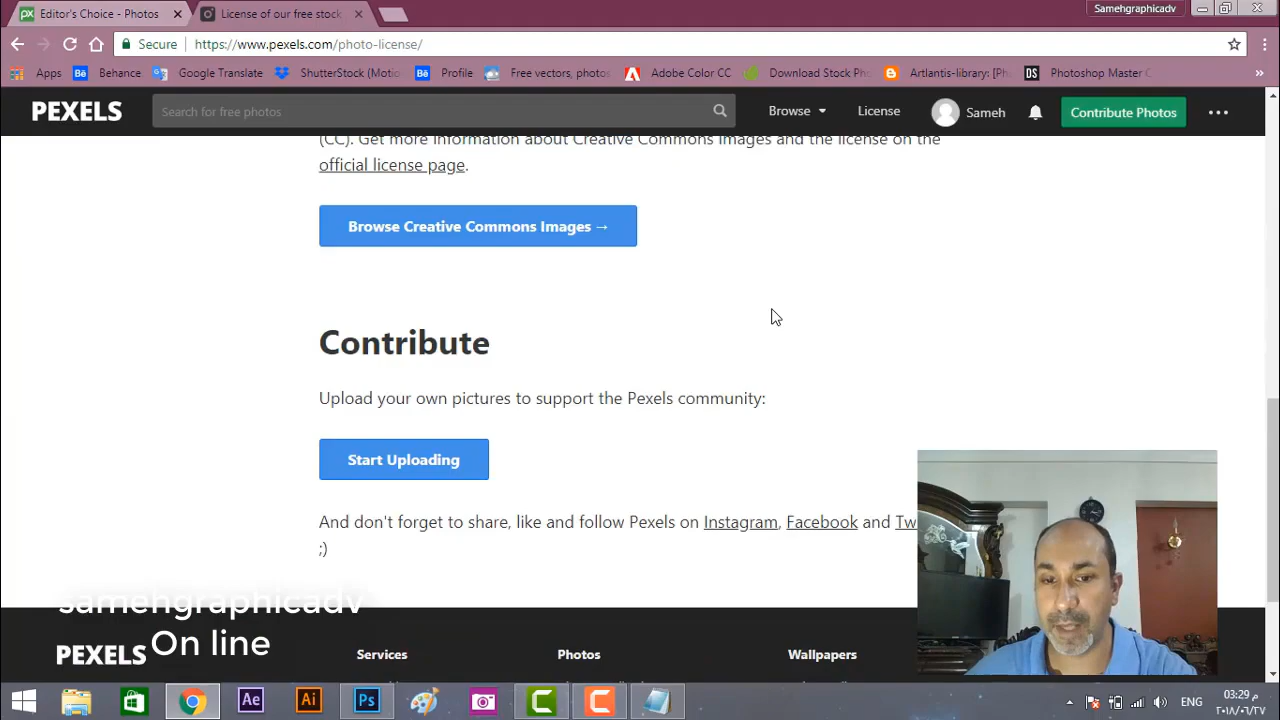 Editor's Choice - Photos
License of our free stock
Samehgraphicadv
Secure
https://www.pexels.com/photo-license/
Apps
Behance
Google Translate
ShutterStock (Motio
Profile
Free vectors, photos
Adobe Color CC
Download Stock Pho
Artlantis-library: [Ph
Photoshop Master C
PEXELS
Search for free photos
Browse
License
Sameh
Contribute Photos
(CC). Get more information about Creative Commons Images and the license on the
official license page.
Browse Creative Commons Images →
Contribute
Upload your own pictures to support the Pexels community:
Start Uploading
And don't forget to share, like and follow Pexels on Instagram, Facebook and Tw
;)
samehgraphicadv
On line
PEXELS
Services
Photos
Wallpapers
ENG
03:29 م
٢٠١٨/٠٦/٢٧